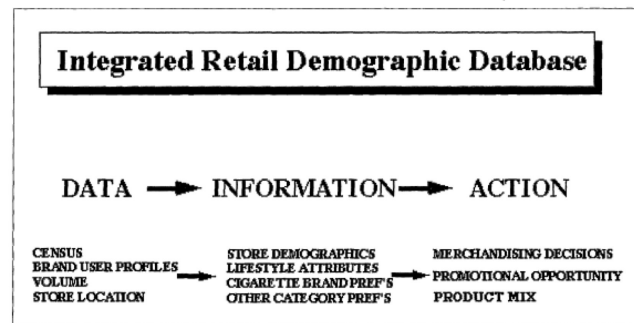 Integrated Retail Demographic Database
DATA INFORMATION ACTION
CENSUS
BRAND USER PROFILES
VOLUME
STORE LOCATION
STORE DEMOGRAPHICS
LIFESTYLE ATTRIBUTES
CIGARETTE BRAND PREF'S
OTHER CATEGORY PREF'S
MERCHANDISING DECISIONS
PROMOTIONAL OPPORTUNITY
PRODUCT MIX